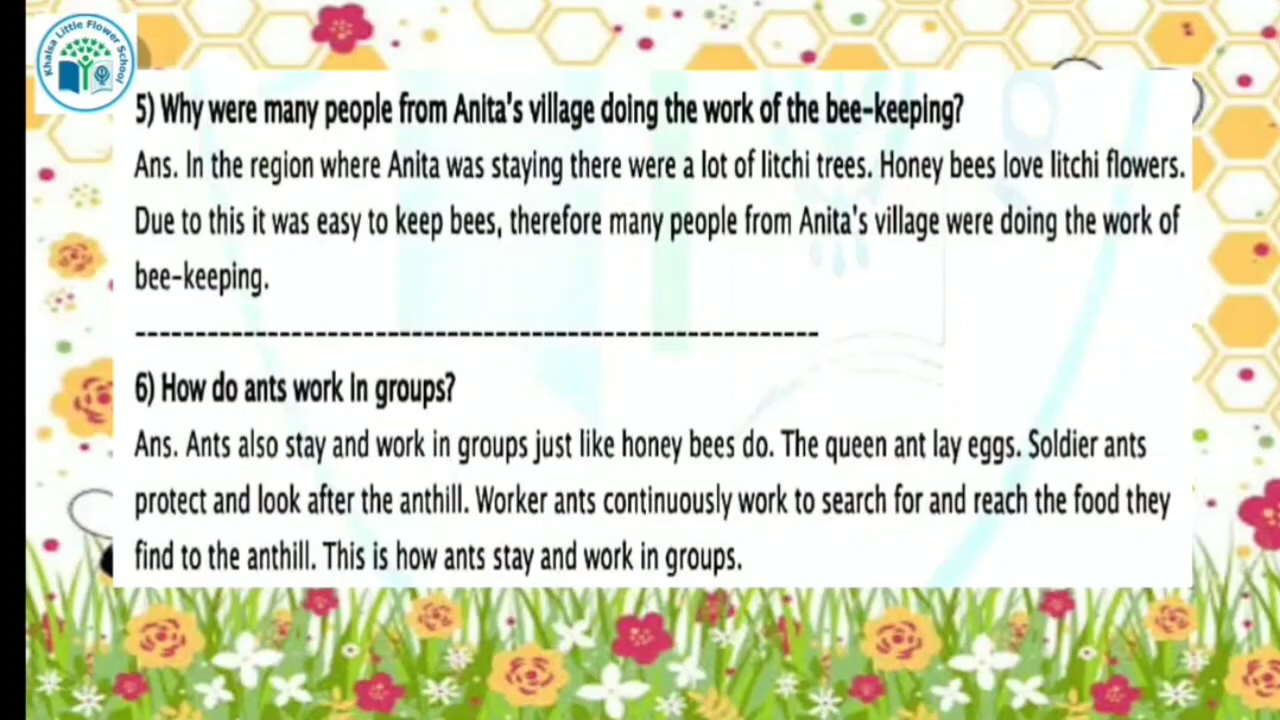 Khalsa Little Flower School
5) Why were many people from Anita's village doing the work of the bee-keeping?
Ans. In the region where Anita was staying there were a lot of litchi trees. Honey bees love litchi flowers.
Due to this it was easy to keep bees, therefore many people from Anita's village were doing the work of
bee-keeping.
---------------------------------------------------------
6) How do ants work In groups?
Ans. Ants also stay and work in groups just like honey bees do. The queen ant lay eggs. Soldier ants
protect and look after the anthill. Worker ants continuously work to search for and reach the food they
find to the anthill. This is how ants stay and work in groups.